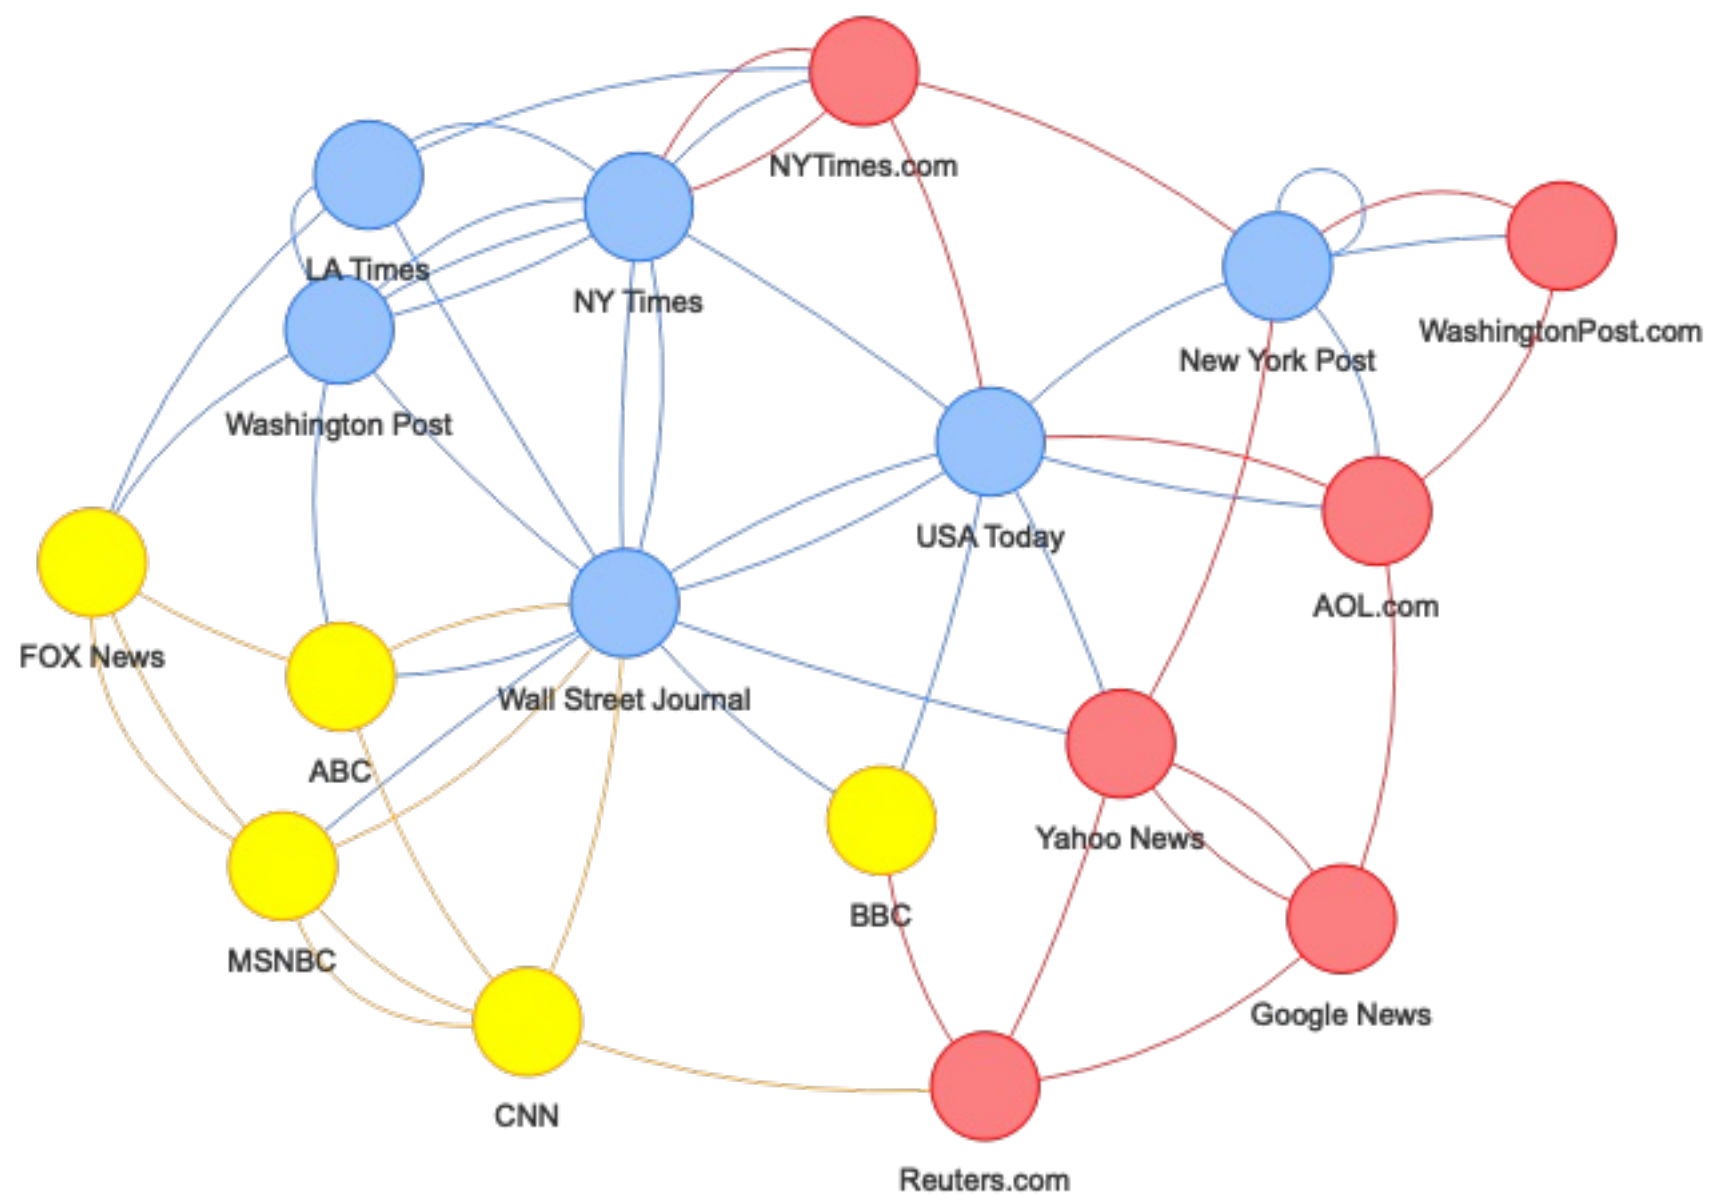 NYTimes.com
LA Times
NY Times
WashingtonPost.com
New York Post
Washington Post
USA Today
AOL.com
FOX News
Wall Street Journal
ABC
Yahoo News
BBC
MSNBC
Google News
CNN
Reuters.com